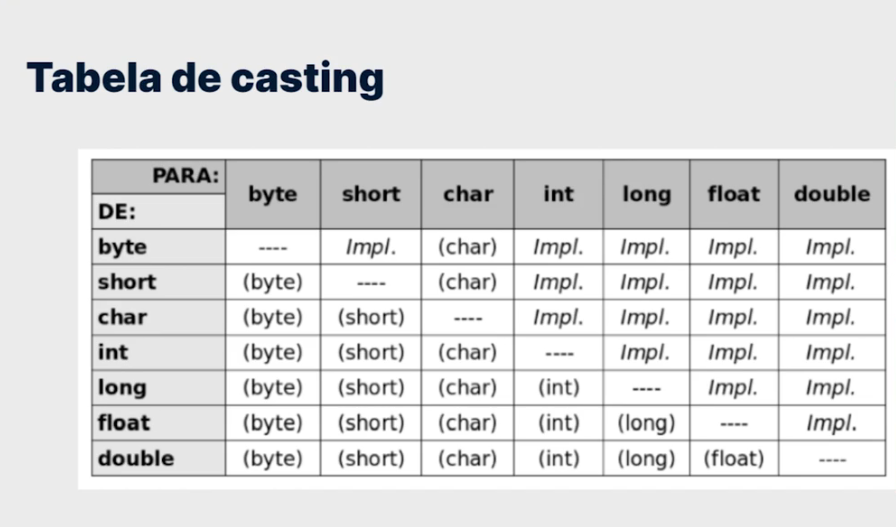 Tabela de casting
PARA:
DE:
byte short char int long float double
byte ---- Impl. (char) Impl. Impl. Impl. Impl.
short (byte) ---- (char) Impl. Impl. Impl. Impl.
char (byte) (short) ---- Impl. Impl. Impl. Impl.
int (byte) (short) (char) ---- Impl. Impl. Impl.
long (byte) (short) (char) (int) ---- Impl. Impl.
float (byte) (short) (char) (int) (long) ---- Impl.
double (byte) (short) (char) (int) (long) (float) ----